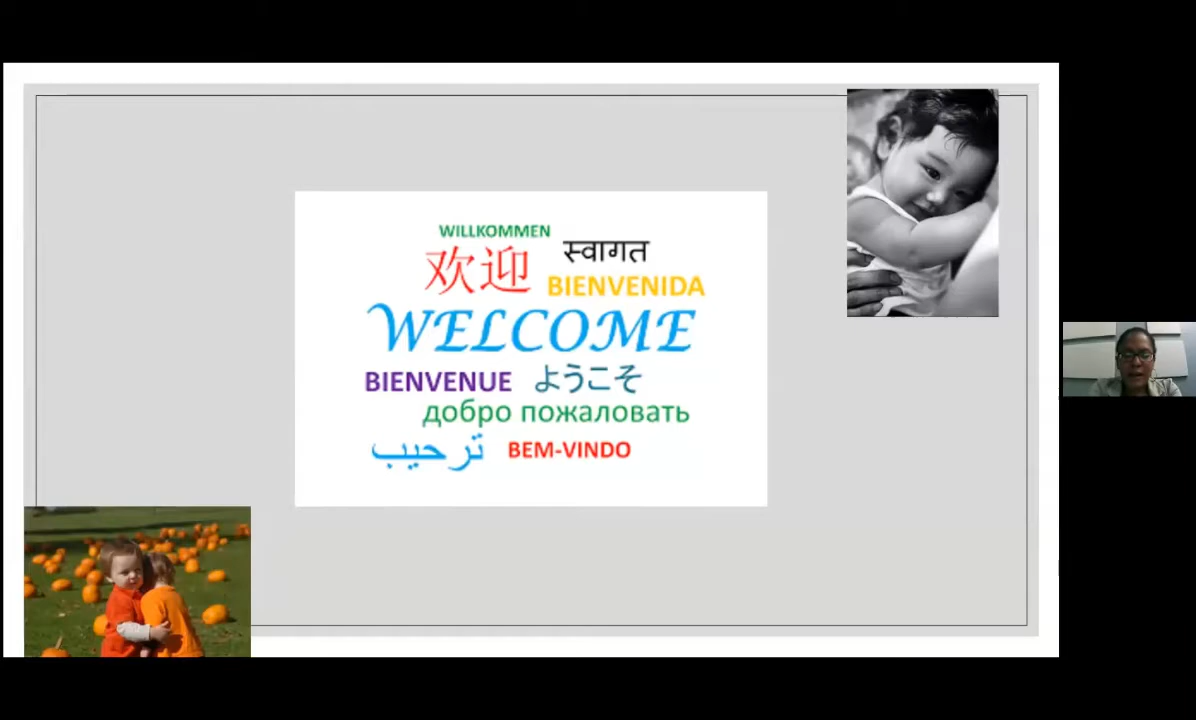 WILLKOMMEN
欢迎 स्वागत
BIENVENIDA
WELCOME
BIENVENUE ようこそ
добро пожаловать
ترحيب BEM-VINDO